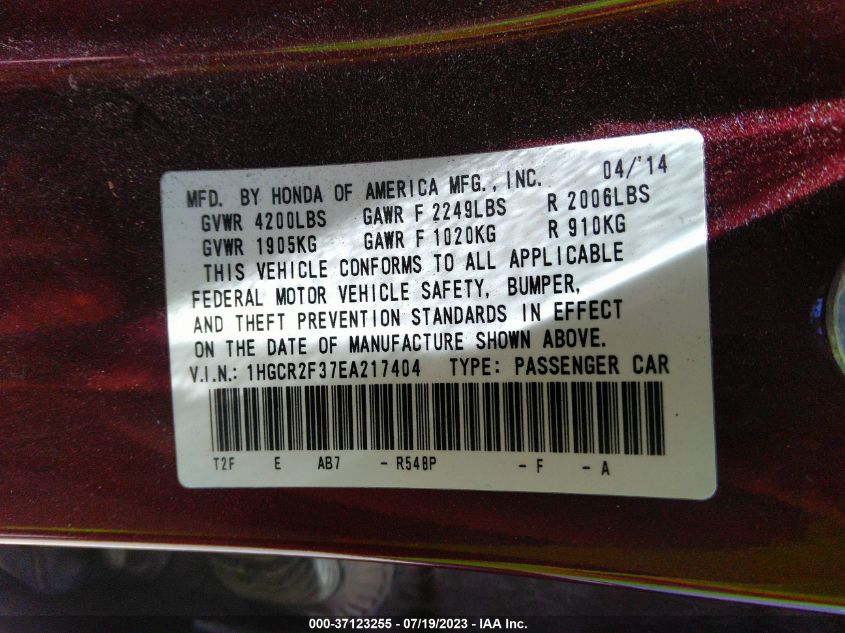 MFD. BY HONDA OF AMERICA MFG., INC. 04/'14
GVWR 4200LBS GAWR F 2249LBS R 2006LBS
GVWR 1905KG GAWR F 1020KG R 910KG
THIS VEHICLE CONFORMS TO ALL APPLICABLE
FEDERAL MOTOR VEHICLE SAFETY, BUMPER,
AND THEFT PREVENTION STANDARDS IN EFFECT
ON THE DATE OF MANUFACTURE SHOWN ABOVE.
V.I.N.: 1HGCR2F37EA217404 TYPE: PASSENGER CAR
T2F E AB7 - R548P - F - A
000-37123255 - 07/19/2023 - IAA Inc.